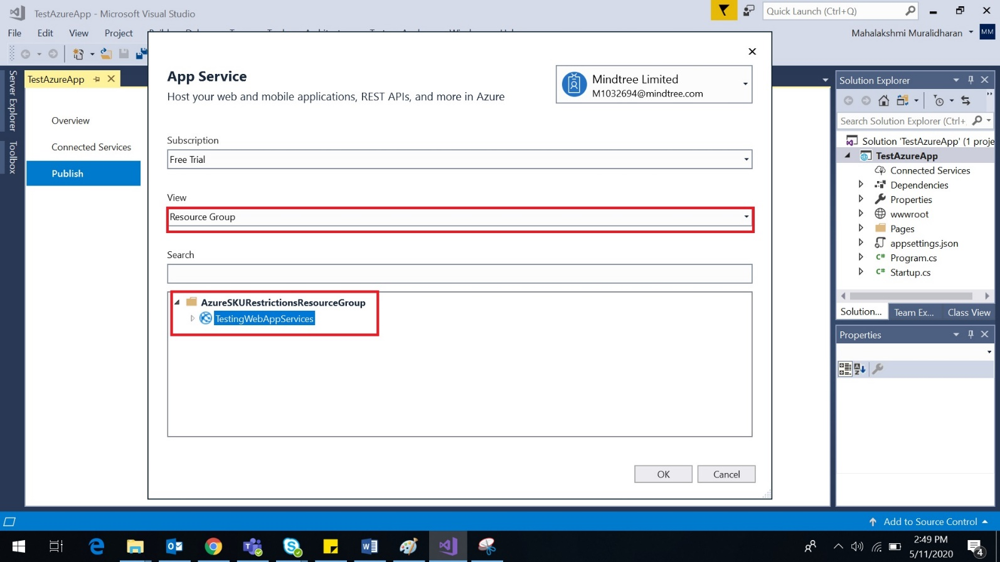 TestAzureApp - Microsoft Visual Studio
Quick Launch (Ctrl+Q)
File Edit View Project
Mahalakshmi Muralidharan
MM
Server Explorer
Toolbox
TestAzureApp
Overview
Connected Services
Publish
App Service
Host your web and mobile applications, REST APIs, and more in Azure
Mindtree Limited
M1032694@mindtree.com
Subscription
Free Trial
View
Resource Group
Search
AzureSKURestrictionsResourceGroup
TestingWebAppServices
OK Cancel
Solution Explorer
Search Solution Explorer (Ctrl+
Solution 'TestAzureApp' (1 proje
TestAzureApp
Connected Services
Dependencies
Properties
wwwroot
Pages
appsettings.json
C# Program.cs
C# Startup.cs
Solution... Team Ex... Class View
Properties
Add to Source Control
2:49 PM
5/11/2020
4